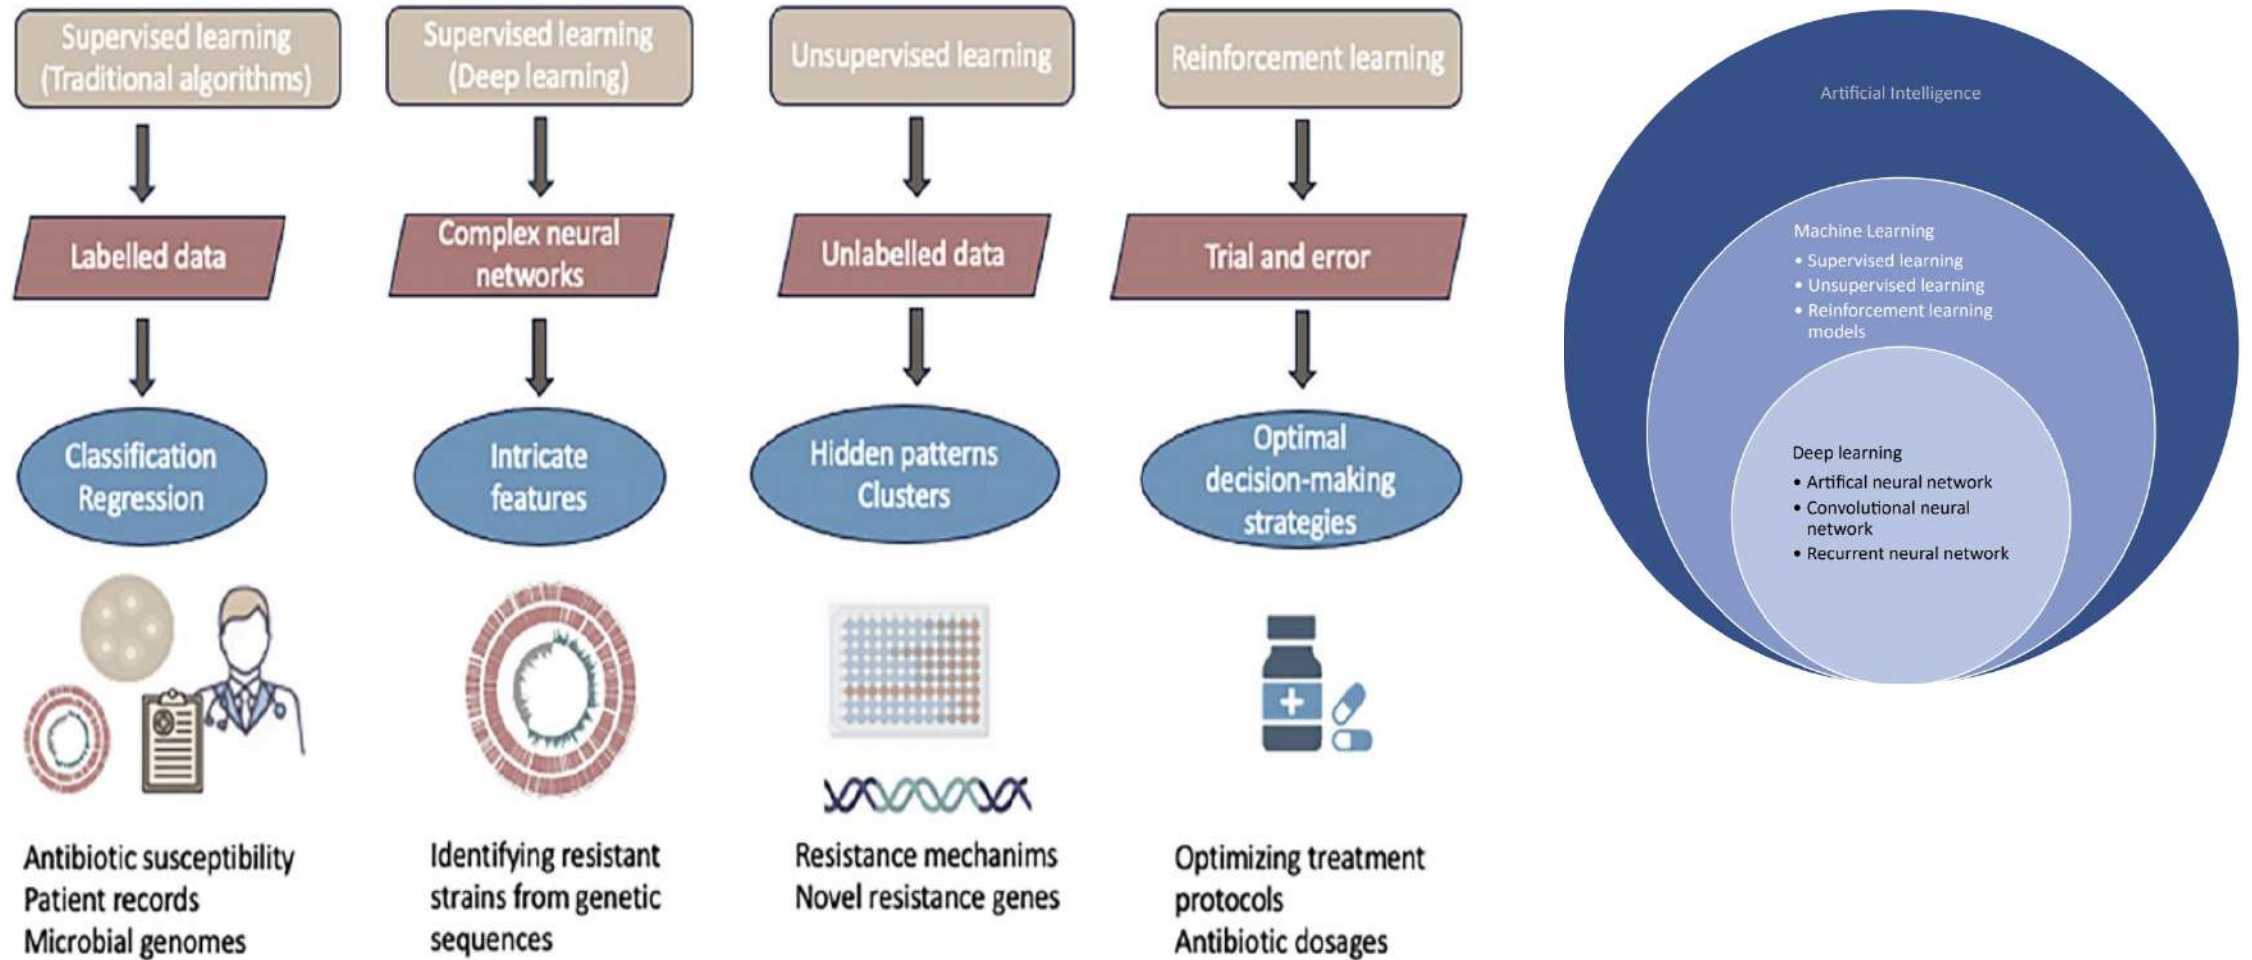 Supervised learning
(Traditional algorithms)
Labelled data
Classification
Regression
Antibiotic susceptibility
Patient records
Microbial genomes
Supervised learning
(Deep learning)
Complex neural
networks
Intricate
features
Identifying resistant
strains from genetic
sequences
Unsupervised learning
Unlabelled data
Hidden patterns
Clusters
Resistance mechanims
Novel resistance genes
Reinforcement learning
Trial and error
Optimal
decision-making
strategies
Optimizing treatment
protocols
Antibiotic dosages
Artificial Intelligence
Machine Learning
• Supervised learning
• Unsupervised learning
• Reinforcement learning
models
Deep learning
• Artifical neural network
• Convolutional neural
network
• Recurrent neural network